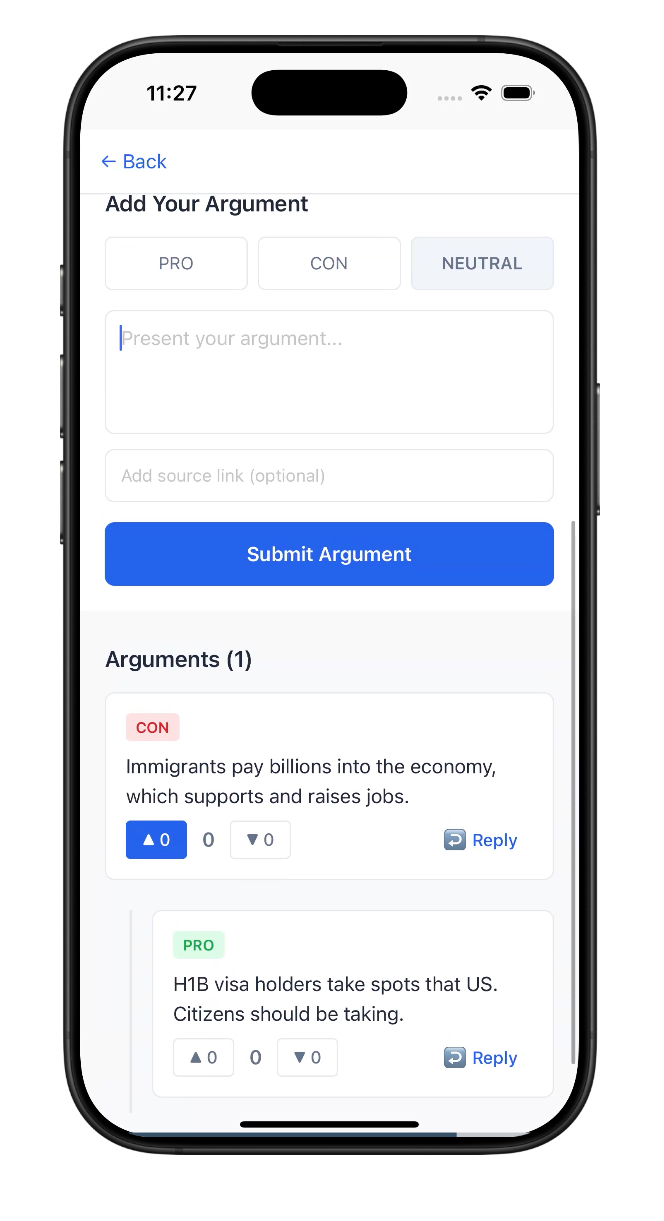 11:27
← Back
Add Your Argument
PRO CON NEUTRAL
Present your argument...
Add source link (optional)
Submit Argument
Arguments (1)
CON
Immigrants pay billions into the economy,
which supports and raises jobs.
▲ 0 0 ▼ 0 Reply
PRO
H1B visa holders take spots that US.
Citizens should be taking.
▲ 0 0 ▼ 0 Reply